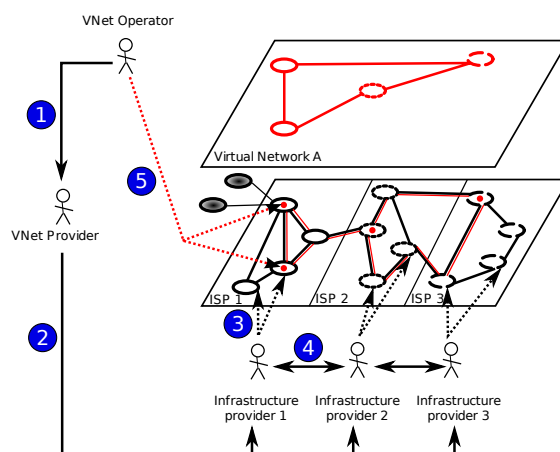 VNet Operator
1
5
Virtual Network A
VNet Provider
ISP 1
ISP 2
ISP 3
3
4
2
Infrastructure
provider 1
Infrastructure
provider 2
Infrastructure
provider 3